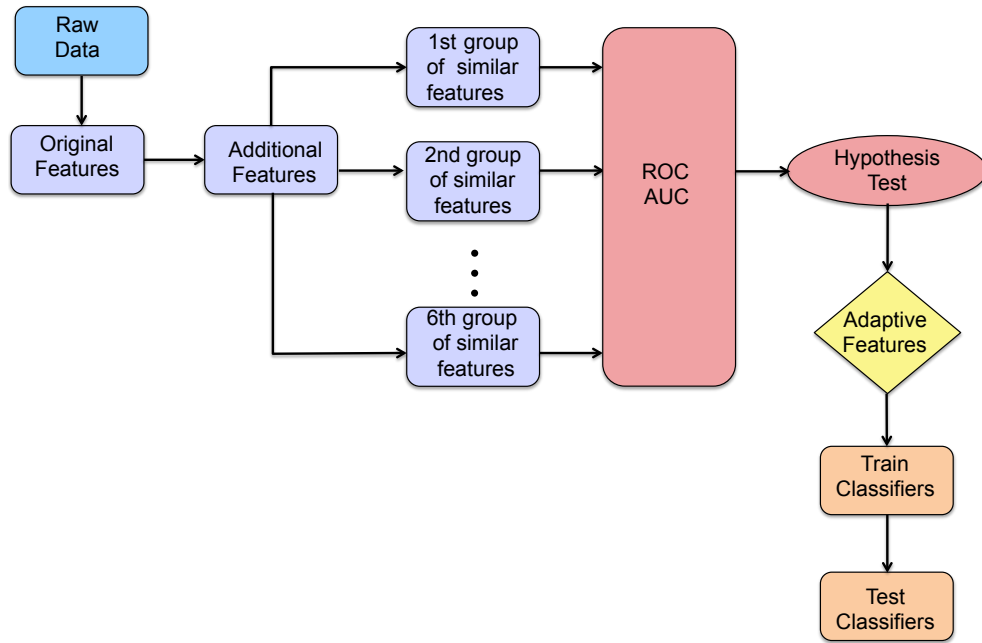 Raw
Data
Original
Features
Additional
Features
1st group
of similar
features
2nd group
of similar
features
6th group
of similar
features
ROC
AUC
Hypothesis
Test
Adaptive
Features
Train
Classifiers
Test
Classifiers